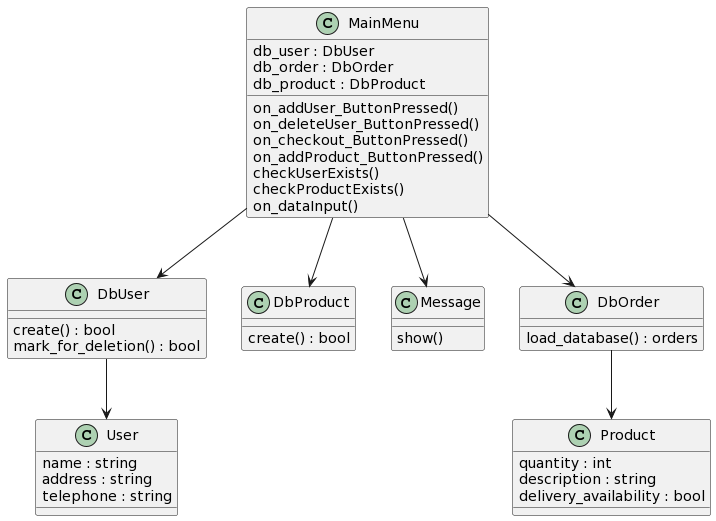 C MainMenu
db_user : DbUser
db_order : DbOrder
db_product : DbProduct
on_addUser_ButtonPressed()
on_deleteUser_ButtonPressed()
on_checkout_ButtonPressed()
on_addProduct_ButtonPressed()
checkUserExists()
checkProductExists()
on_dataInput()
C DbUser
create() : bool
mark_for_deletion() : bool
C DbProduct
create() : bool
C Message
show()
C DbOrder
load_database() : orders
C User
name : string
address : string
telephone : string
C Product
quantity : int
description : string
delivery_availability : bool